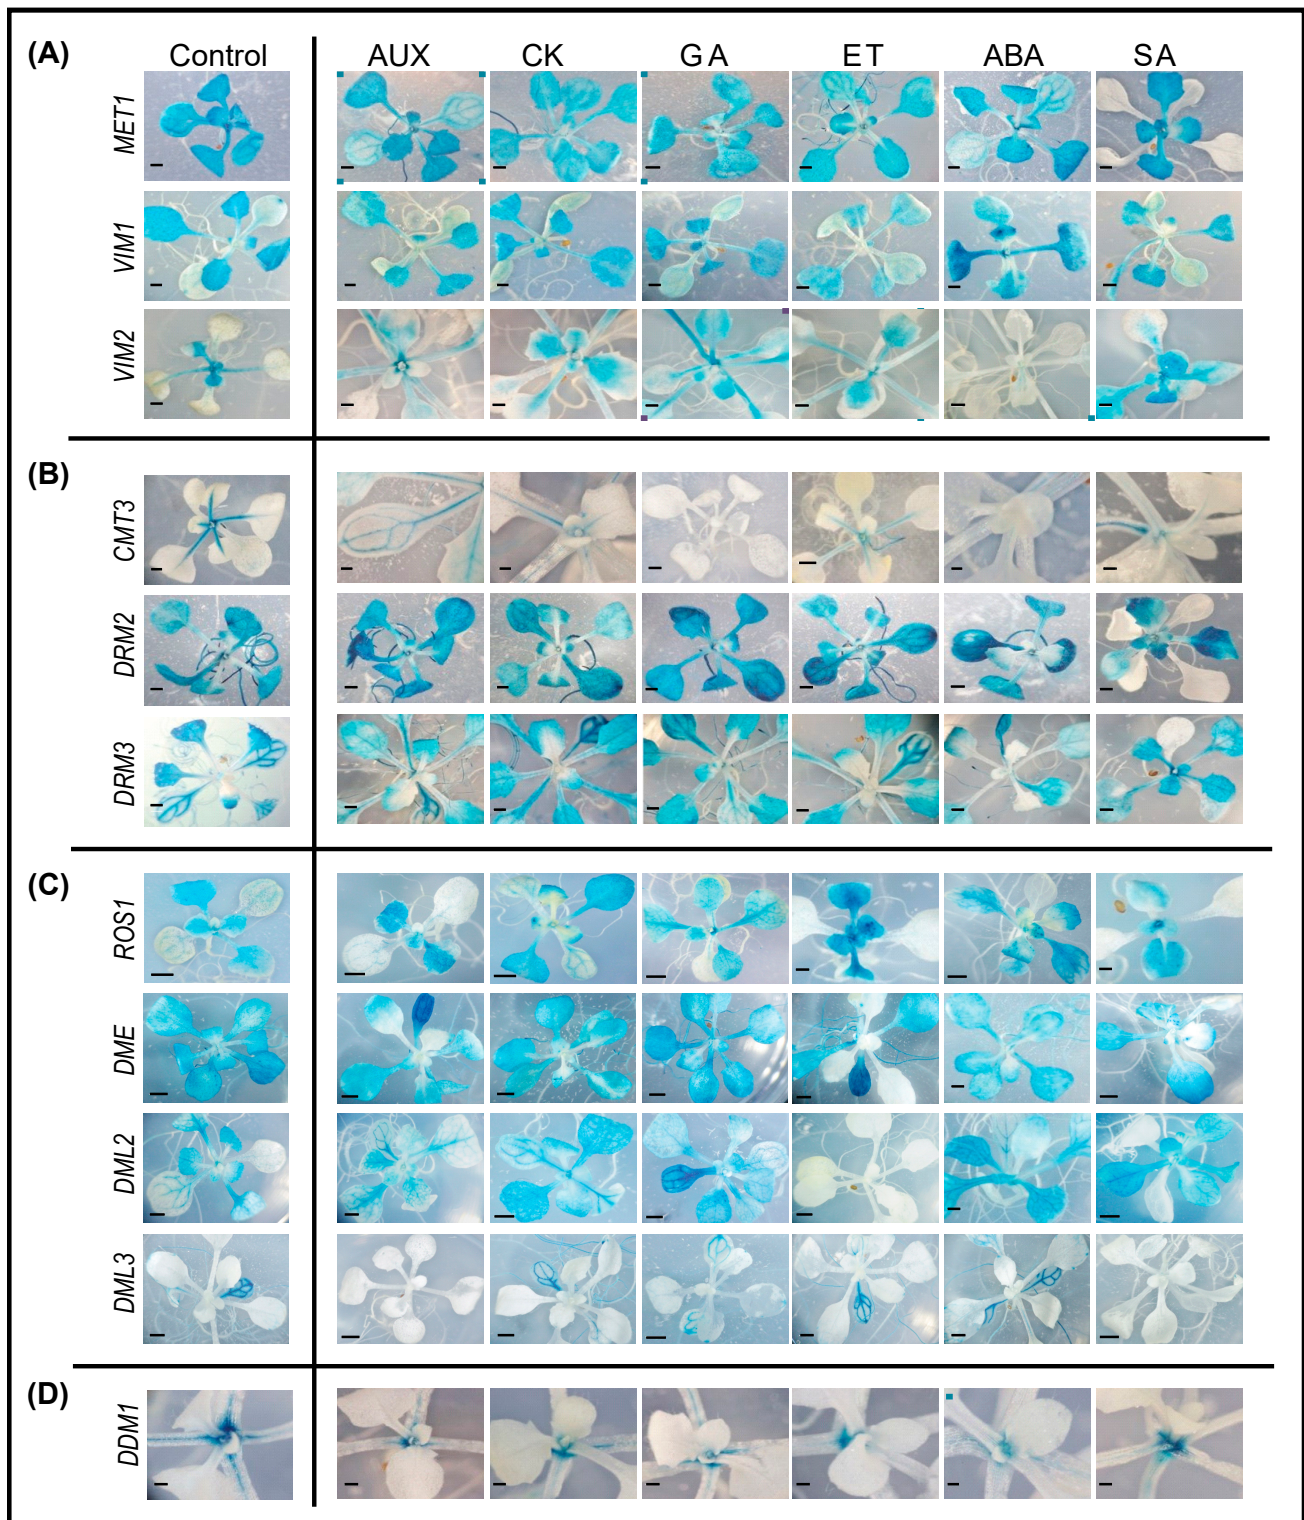 (A) Control AUX CK GA ET ABA SA
MET1
VIM1
VIM2
(B)
CMT3
DRM2
DRM3
(C)
ROS1
DME
DML2
DML3
(D)
DDM1